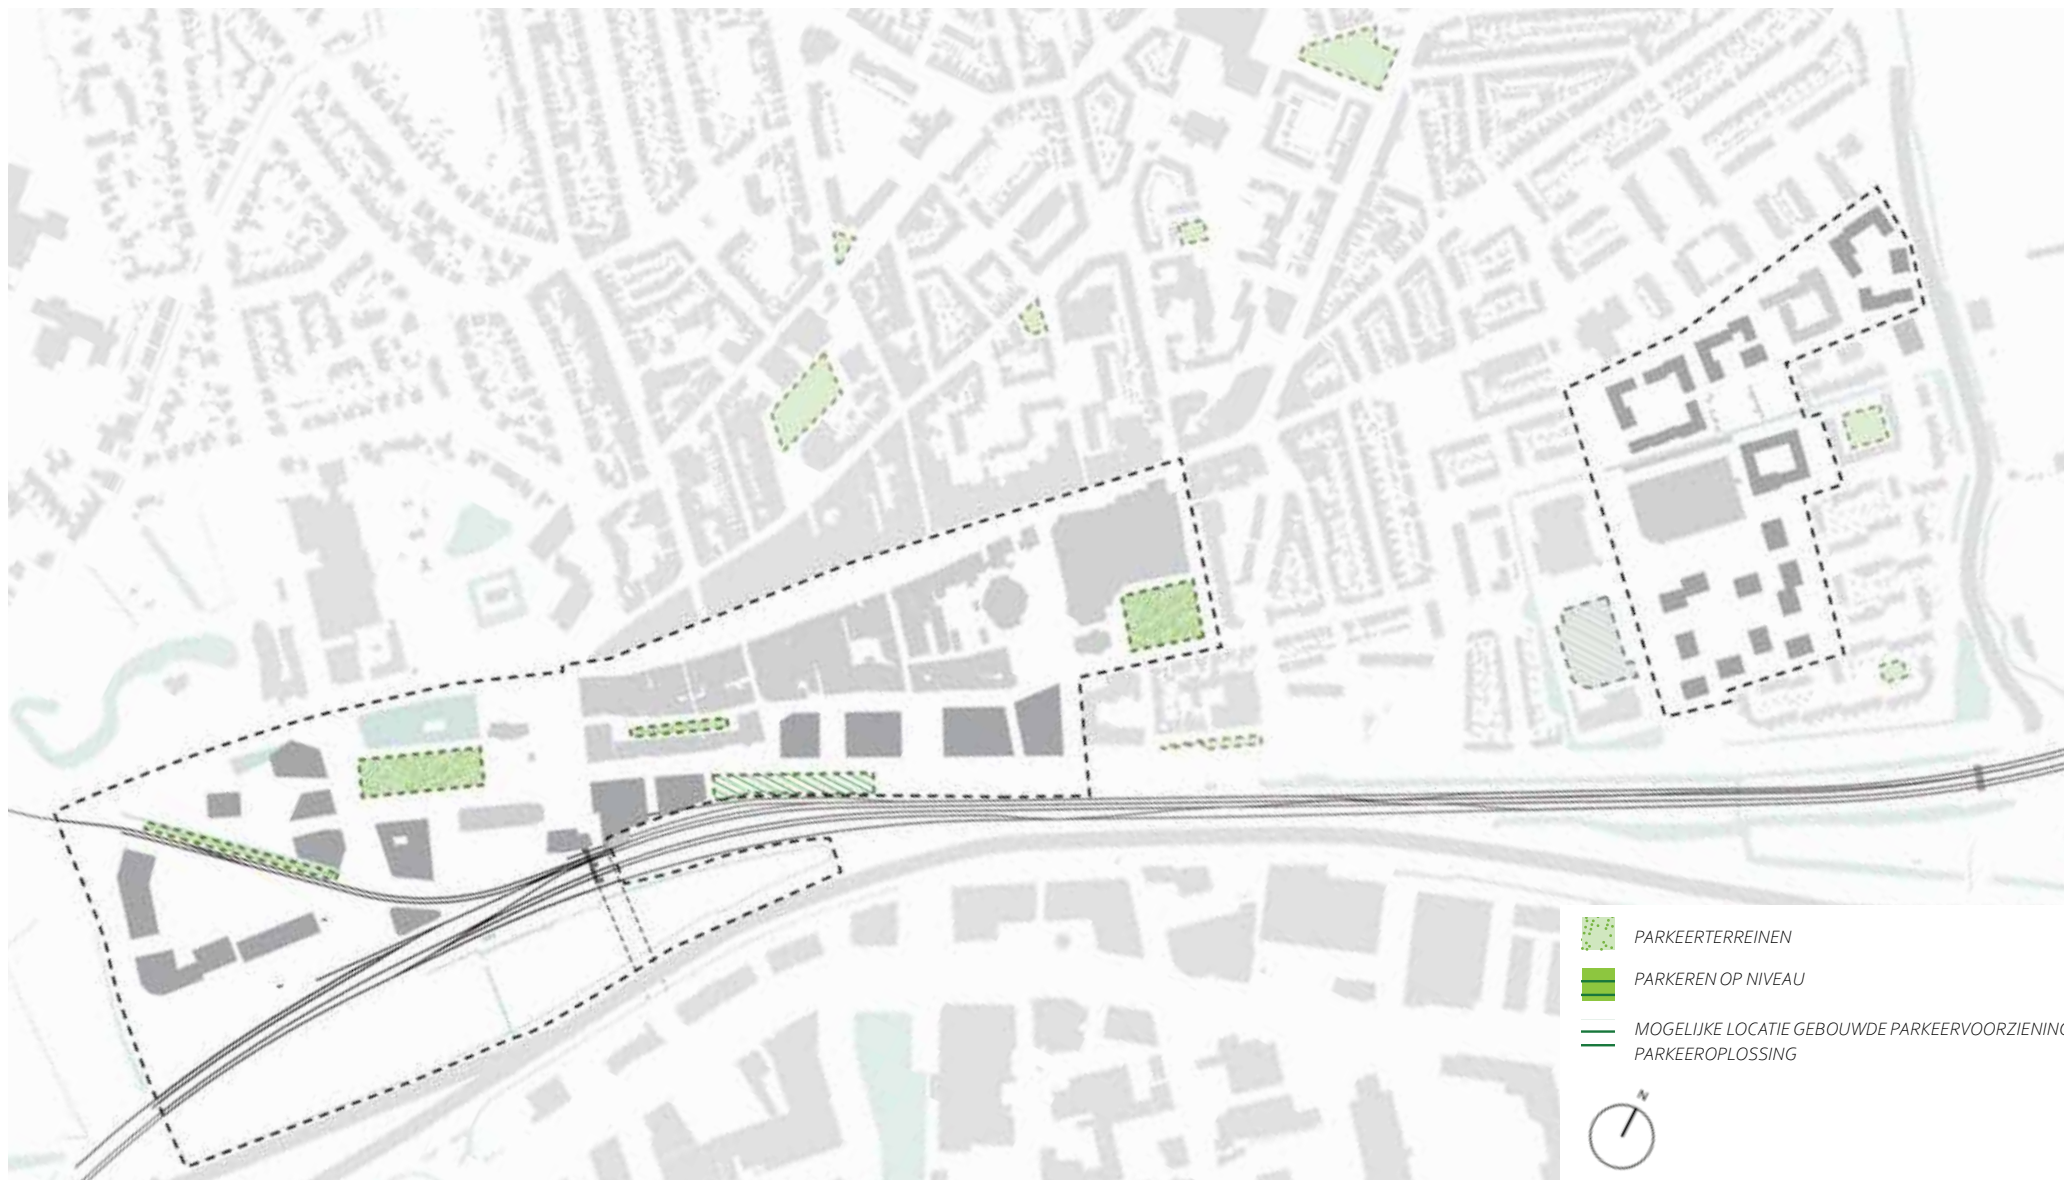 PARKEERTERREINEN
PARKEREN OP NIVEAU
MOGELIJKE LOCATIE GEBOUWDE PARKEERVOORZIENING
PARKEEROPLOSSING
N